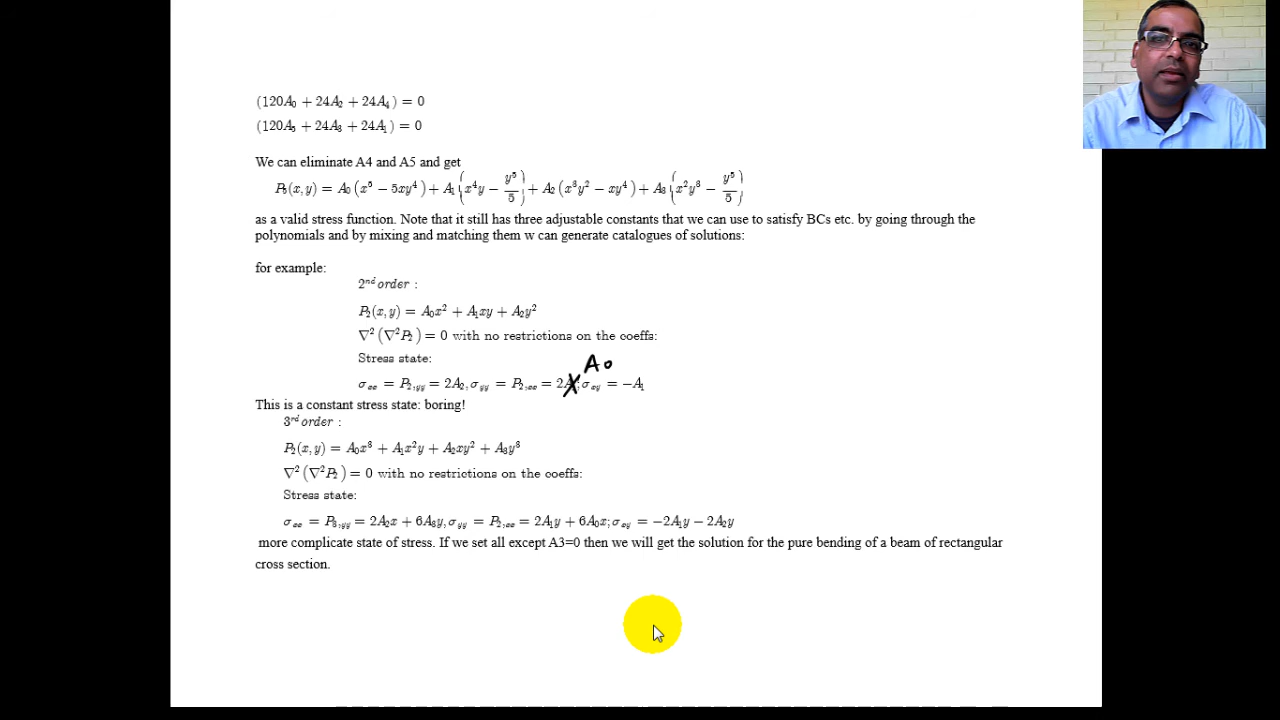 (120A₀ + 24A₂ + 24A₄) = 0
(120A₅ + 24A₃ + 24A₁) = 0
We can eliminate A4 and A5 and get
P₅(x, y) = A₀(x⁵ − 5xy⁴) + A₁(x⁴y − y⁵/5) + A₂(x³y² − xy⁴) + A₃(x²y³ − y⁵/5)
as a valid stress function. Note that it still has three adjustable constants that we can use to satisfy BCs etc. by going through the
polynomials and by mixing and matching them w can generate catalogues of solutions:
for example:
2ⁿᵈ order :
P₂(x, y) = A₀x² + A₁xy + A₂y²
∇²(∇²P₂) = 0 with no restrictions on the coeffs:
Stress state:
A₀
σₓₓ = P₂,yy = 2A₂, σyy = P₂,ₓₓ = 2 ; σₓy = −A₁
This is a constant stress state: boring!
3ʳᵈ order :
P₂(x, y) = A₀x³ + A₁x²y + A₂xy² + A₃y³
∇²(∇²P₂) = 0 with no restrictions on the coeffs:
Stress state:
σₓₓ = P₃,yy = 2A₂x + 6A₃y, σyy = P₂,ₓₓ = 2A₁y + 6A₀x; σₓy = −2A₁y − 2A₂y
more complicate state of stress. If we set all except A3=0 then we will get the solution for the pure bending of a beam of rectangular
cross section.